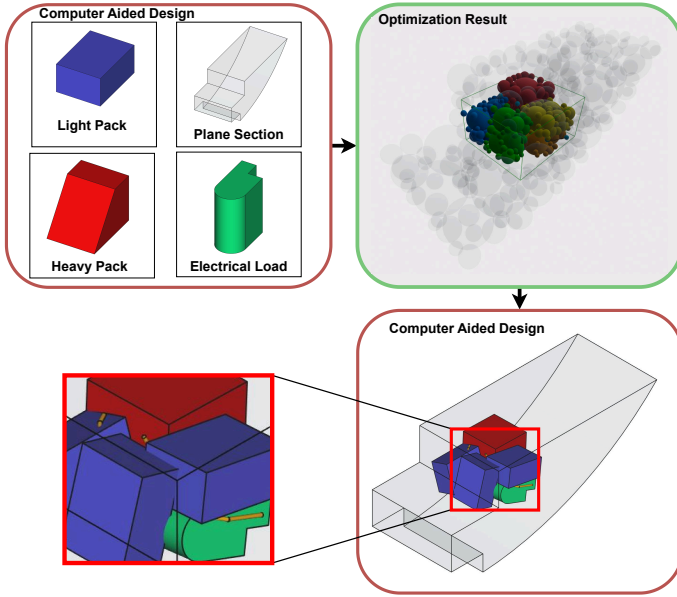 Computer Aided Design
Light Pack
Plane Section
Heavy Pack
Electrical Load
Optimization Result
Computer Aided Design